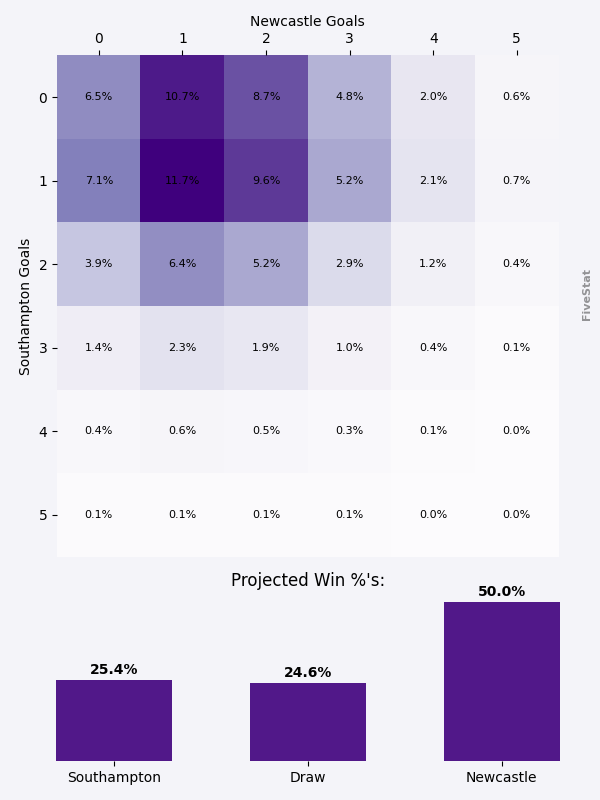 Newcastle Goals
0 1 2 3 4 5
0 6.5% 10.7% 8.7% 4.8% 2.0% 0.6%
1 7.1% 11.7% 9.6% 5.2% 2.1% 0.7%
2 3.9% 6.4% 5.2% 2.9% 1.2% 0.4%
3 1.4% 2.3% 1.9% 1.0% 0.4% 0.1%
4 0.4% 0.6% 0.5% 0.3% 0.1% 0.0%
5 0.1% 0.1% 0.1% 0.1% 0.0% 0.0%
Southampton Goals
FiveStat
Projected Win %'s:
25.4% 24.6% 50.0%
Southampton Draw Newcastle